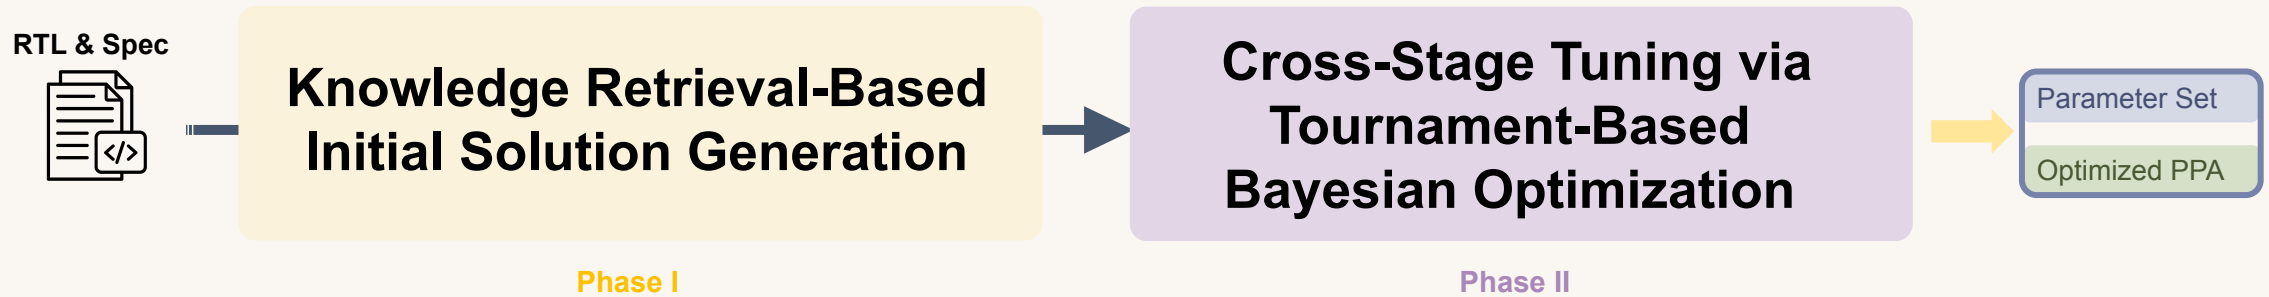 RTL & Spec
</>
Knowledge Retrieval-Based
Initial Solution Generation
Cross-Stage Tuning via
Tournament-Based
Bayesian Optimization
Parameter Set
Optimized PPA
Phase I
Phase II